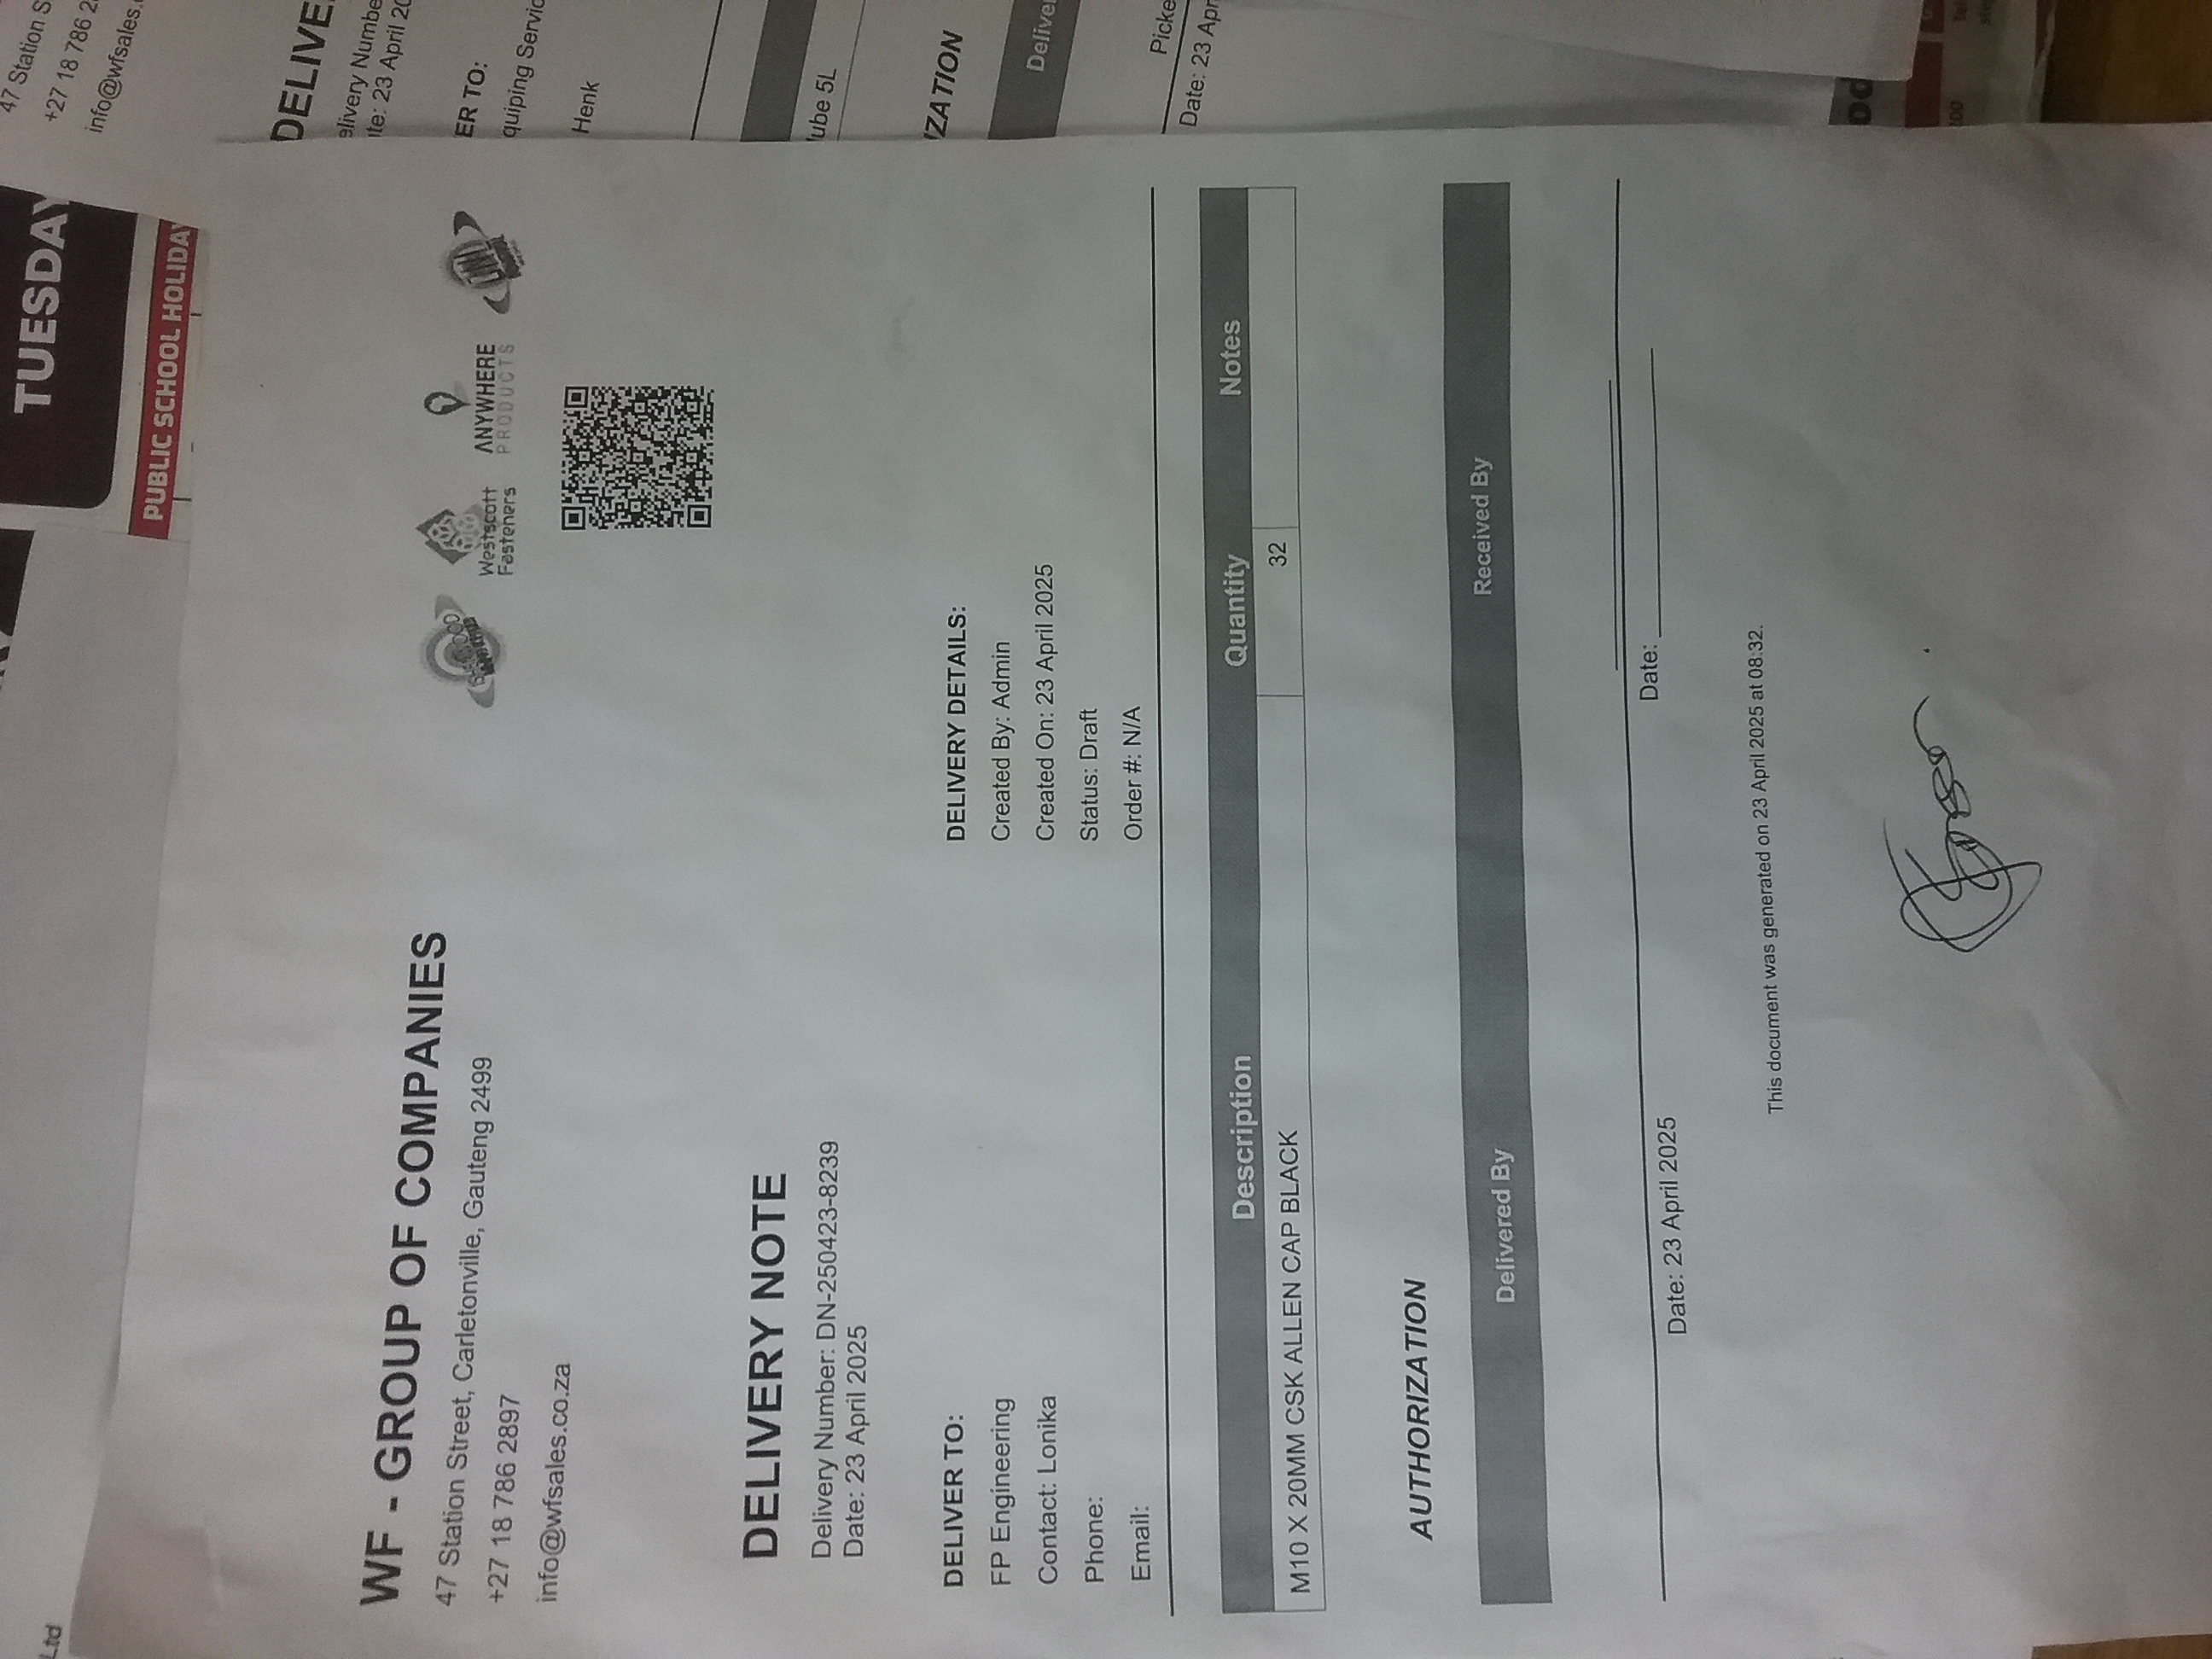 Ltd
TUESDAY
PUBLIC SCHOOL HOLIDAY
47 Station S
+27 18 786 2
info@wfsales.
WF - GROUP OF COMPANIES
47 Station Street, Carletonville, Gauteng 2499
+27 18 786 2897
info@wfsales.co.za
Westscott
Fasteners
ANYWHERE
PRODUCTS
DELIVERY NOTE
Delivery Number: DN-250423-8239
Date: 23 April 2025
DELIVER TO:
FP Engineering
Contact: Lonika
Phone:
Email:
DELIVERY DETAILS:
Created By: Admin
Created On: 23 April 2025
Status: Draft
Order #: N/A
Description Quantity Notes
M10 X 20MM CSK ALLEN CAP BLACK 32
AUTHORIZATION
Delivered By Received By
Date: 23 April 2025 Date:
This document was generated on 23 April 2025 at 08:32.
DELIVE
elivery Numbe
te: 23 April 20
ER TO:
quiping Servic
Henk
lube 5L
IZATION
Delive
Picke
Date: 23 Apr